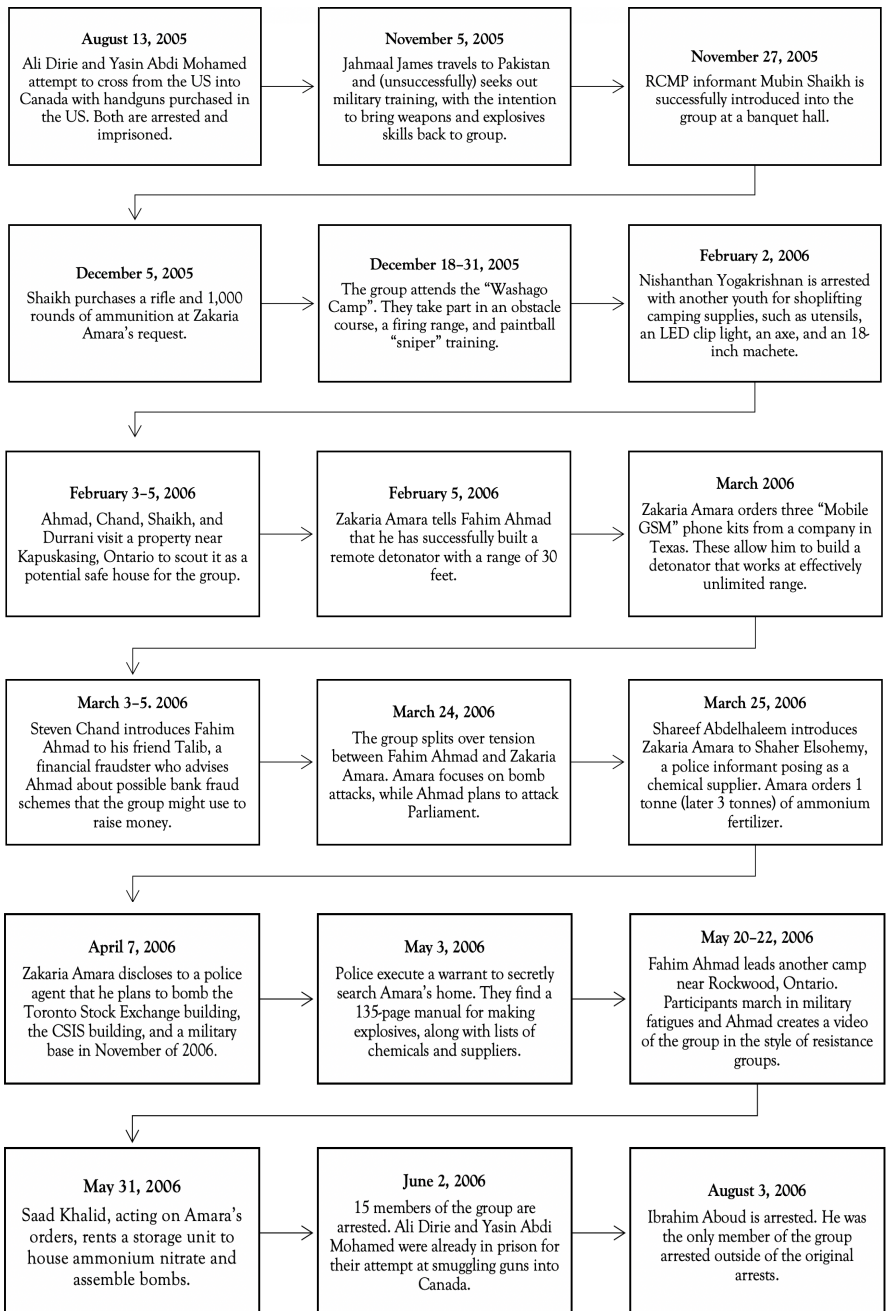 August 13, 2005
Ali Dirie and Yasin Abdi Mohamed
attempt to cross from the US into
Canada with handguns purchased in
the US. Both are arrested and
imprisoned.
November 5, 2005
Jahmaal James travels to Pakistan
and (unsuccessfully) seeks out
military training, with the intention
to bring weapons and explosives
skills back to group.
November 27, 2005
RCMP informant Mubin Shaikh is
successfully introduced into the
group at a banquet hall.
December 5, 2005
Shaikh purchases a rifle and 1,000
rounds of ammunition at Zakaria
Amara's request.
December 18–31, 2005
The group attends the “Washago
Camp”. They take part in an obstacle
course, a firing range, and paintball
“sniper” training.
February 2, 2006
Nishanthan Yogakrishnan is arrested
with another youth for shoplifting
camping supplies, such as utensils,
an LED clip light, an axe, and an 18-
inch machete.
February 3–5, 2006
Ahmad, Chand, Shaikh, and
Durrani visit a property near
Kapuskasing, Ontario to scout it as a
potential safe house for the group.
February 5, 2006
Zakaria Amara tells Fahim Ahmad
that he has successfully built a
remote detonator with a range of 30
feet.
March 2006
Zakaria Amara orders three “Mobile
GSM” phone kits from a company in
Texas. These allow him to build a
detonator that works at effectively
unlimited range.
March 3–5. 2006
Steven Chand introduces Fahim
Ahmad to his friend Talib, a
financial fraudster who advises
Ahmad about possible bank fraud
schemes that the group might use to
raise money.
March 24, 2006
The group splits over tension
between Fahim Ahmad and Zakaria
Amara. Amara focuses on bomb
attacks, while Ahmad plans to attack
Parliament.
March 25, 2006
Shareef Abdelhaleem introduces
Zakaria Amara to Shaher Elsohemy,
a police informant posing as a
chemical supplier. Amara orders 1
tonne (later 3 tonnes) of ammonium
fertilizer.
April 7, 2006
Zakaria Amara discloses to a police
agent that he plans to bomb the
Toronto Stock Exchange building,
the CSIS building, and a military
base in November of 2006.
May 3, 2006
Police execute a warrant to secretly
search Amara's home. They find a
135-page manual for making
explosives, along with lists of
chemicals and suppliers.
May 20–22, 2006
Fahim Ahmad leads another camp
near Rockwood, Ontario.
Participants march in military
fatigues and Ahmad creates a video
of the group in the style of resistance
groups.
May 31, 2006
Saad Khalid, acting on Amara's
orders, rents a storage unit to
house ammonium nitrate and
assemble bombs.
June 2, 2006
15 members of the group are
arrested. Ali Dirie and Yasin Abdi
Mohamed were already in prison for
their attempt at smuggling guns into
Canada.
August 3, 2006
Ibrahim Aboud is arrested. He was
the only member of the group
arrested outside of the original
arrests.